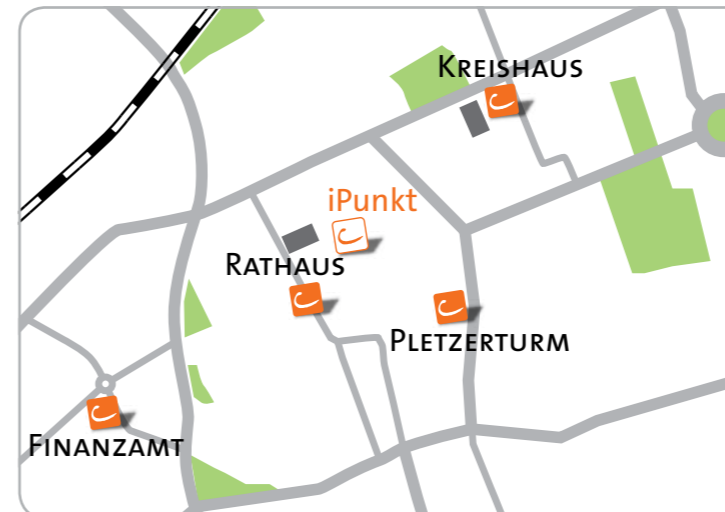 KREISHAUS
iPunkt
RATHAUS
PLETZERTURM
FINANZAMT